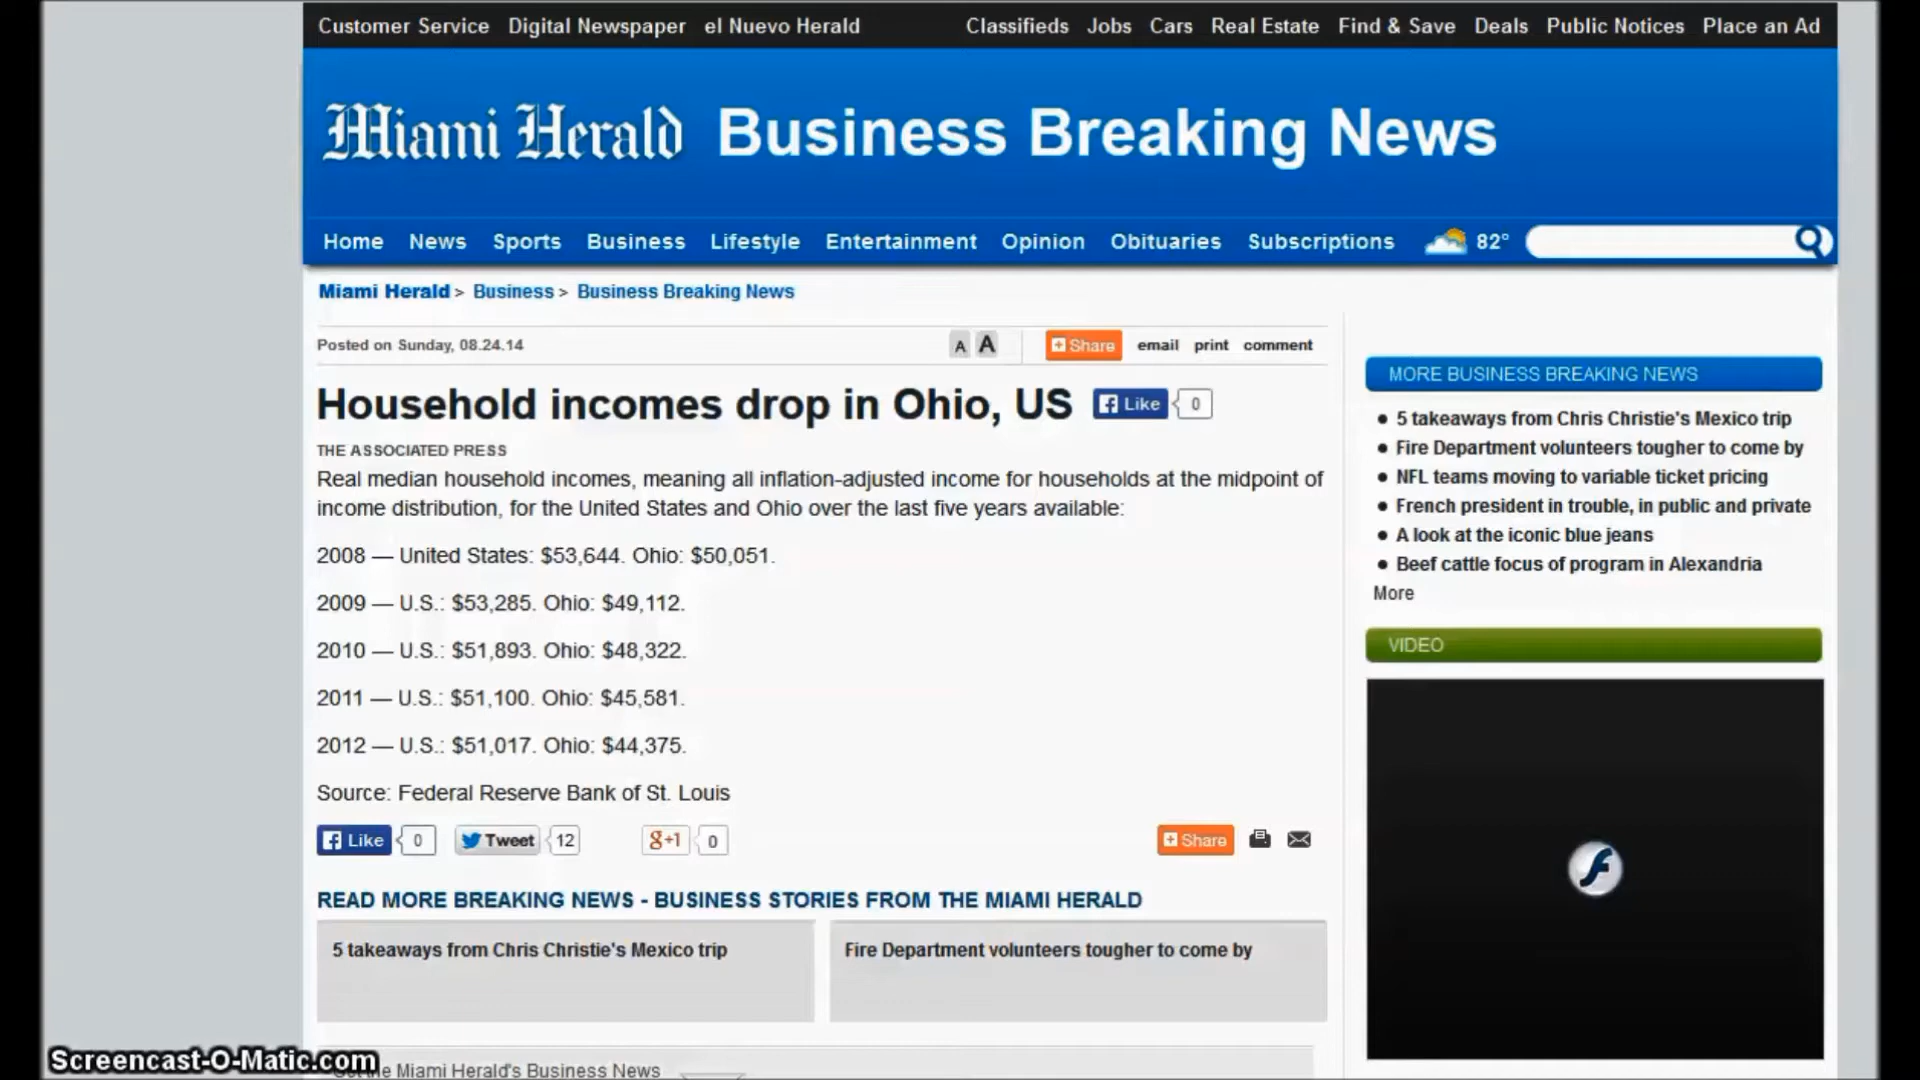 Customer Service Digital Newspaper el Nuevo Herald Classifieds Jobs Cars Real Estate Find & Save Deals Public Notices Place an Ad
Miami Herald Business Breaking News
Home News Sports Business Lifestyle Entertainment Opinion Obituaries Subscriptions 82°
Miami Herald > Business > Business Breaking News
Posted on Sunday, 08.24.14 A A Share email print comment
Household incomes drop in Ohio, US Like 0
THE ASSOCIATED PRESS
Real median household incomes, meaning all inflation-adjusted income for households at the midpoint of
income distribution, for the United States and Ohio over the last five years available:
2008 — United States: $53,644. Ohio: $50,051.
2009 — U.S.: $53,285. Ohio: $49,112.
2010 — U.S.: $51,893. Ohio: $48,322.
2011 — U.S.: $51,100. Ohio: $45,581.
2012 — U.S.: $51,017. Ohio: $44,375.
Source: Federal Reserve Bank of St. Louis
Like 0 Tweet 12 g+1 0 Share
READ MORE BREAKING NEWS - BUSINESS STORIES FROM THE MIAMI HERALD
5 takeaways from Chris Christie's Mexico trip
Fire Department volunteers tougher to come by
MORE BUSINESS BREAKING NEWS
• 5 takeaways from Chris Christie's Mexico trip
• Fire Department volunteers tougher to come by
• NFL teams moving to variable ticket pricing
• French president in trouble, in public and private
• A look at the iconic blue jeans
• Beef cattle focus of program in Alexandria
More
VIDEO
the Miami Herald's Business News
Screencast-O-Matic.com